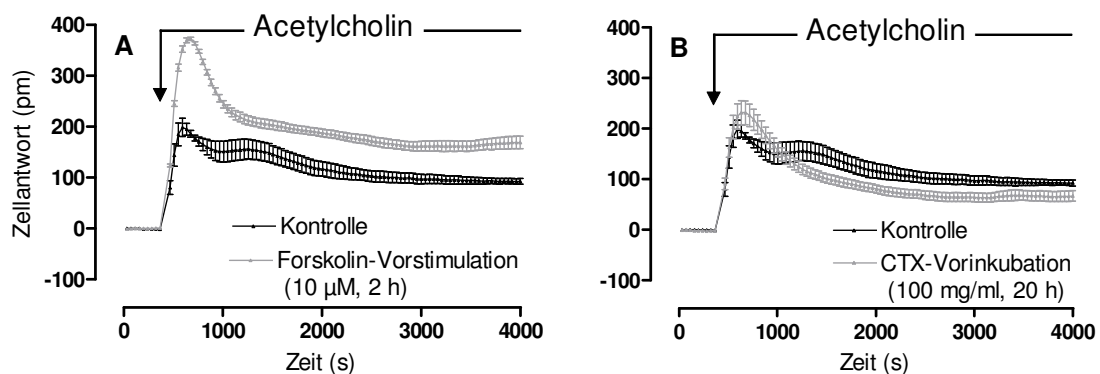 A
Acetylcholin
400
300
200
100
0
-100
Zellantwort (pm)
Kontrolle
Forskolin-Vorstimulation
(10 µM, 2 h)
0 1000 2000 3000 4000
Zeit (s)
B
Acetylcholin
400
300
200
100
0
-100
Kontrolle
CTX-Vorinkubation
(100 mg/ml, 20 h)
0 1000 2000 3000 4000
Zeit (s)